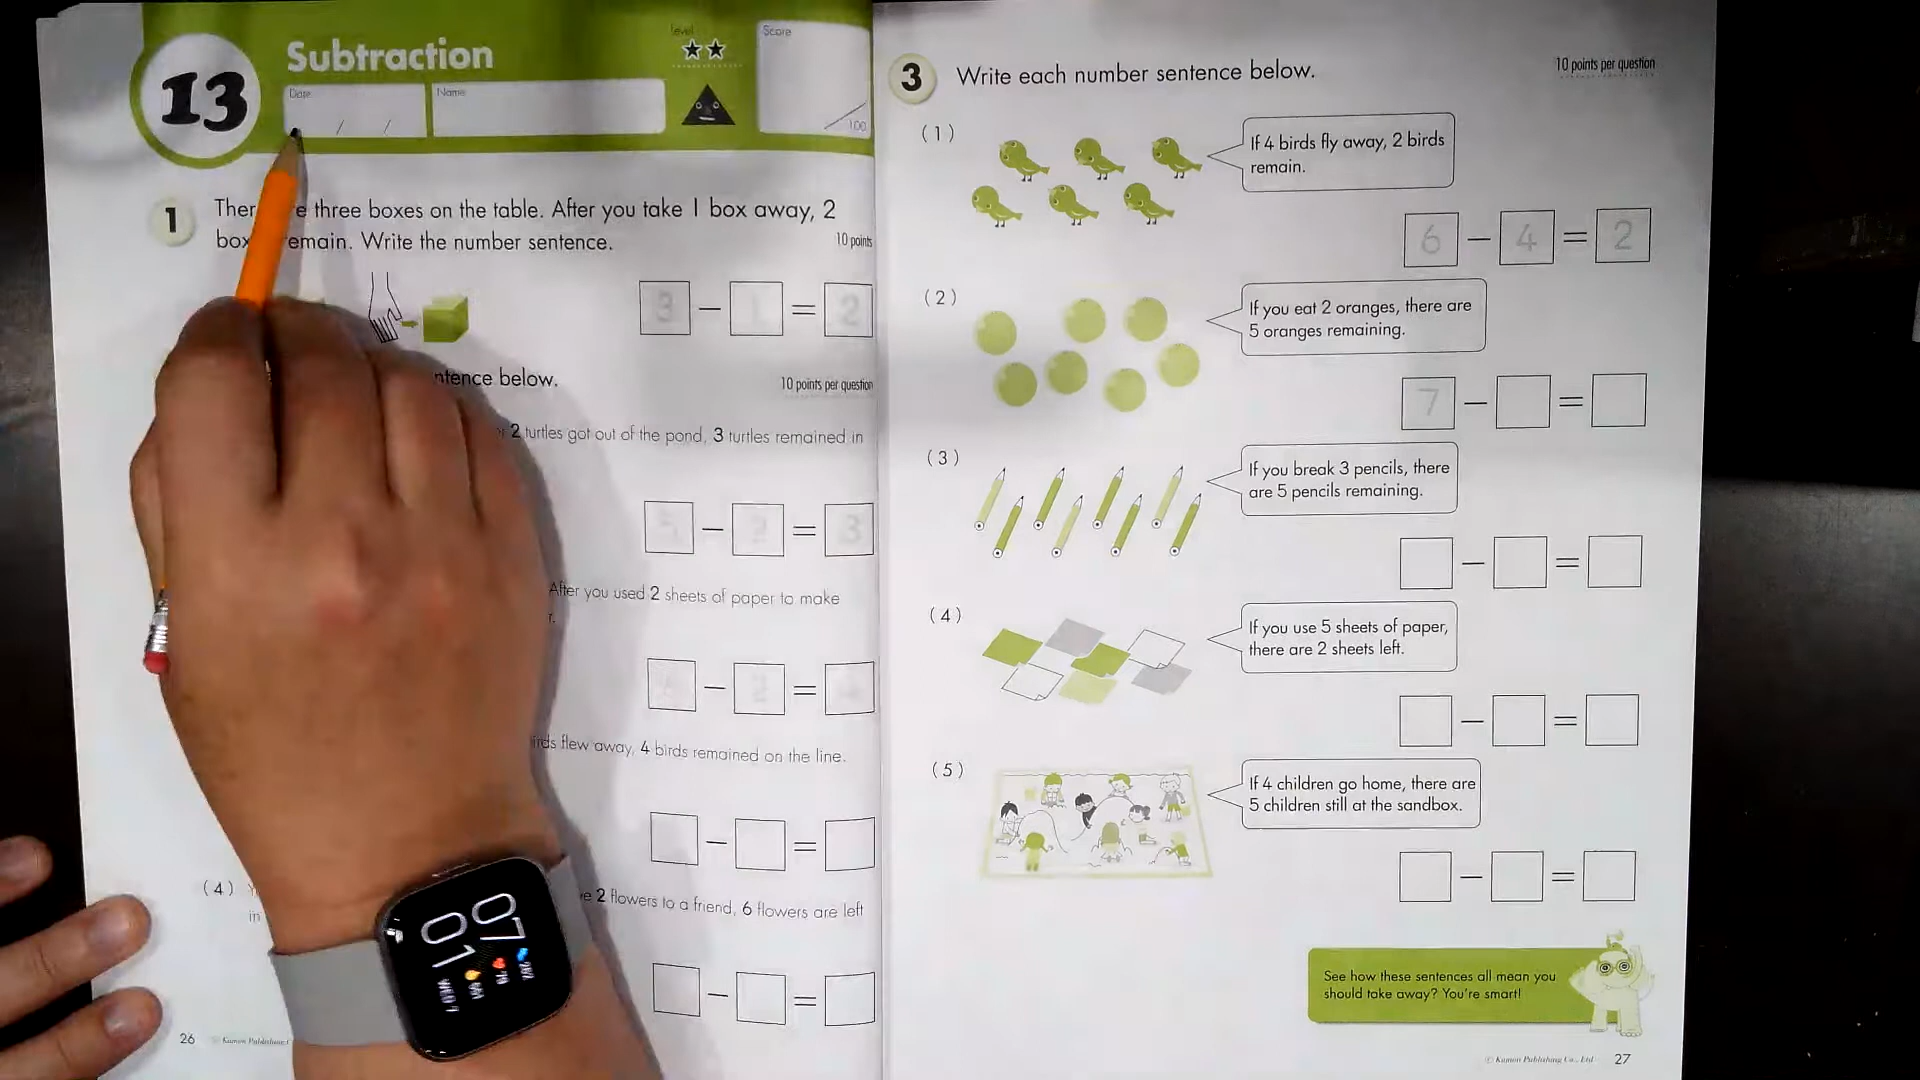 13
Subtraction
Level
★★
Score
Date
Name
/ /
/100
1
three boxes on the table. After you take 1 box away, 2
remain. Write the number sentence.
10 points
3 - 1 = 2
below.
10 points per question
2 turtles got out of the pond, 3 turtles remained in
5 - 2 = 3
After you used 2 sheets of paper to make
- =
flew away, 4 birds remained on the line.
- =
(4)
in
2 flowers to a friend, 6 flowers are left
- =
26
07
01
3
Write each number sentence below.
10 points per question
(1)
If 4 birds fly away, 2 birds
remain.
6 - 4 = 2
(2)
If you eat 2 oranges, there are
5 oranges remaining.
7 - =
(3)
If you break 3 pencils, there
are 5 pencils remaining.
- =
(4)
If you use 5 sheets of paper,
there are 2 sheets left.
- =
(5)
If 4 children go home, there are
5 children still at the sandbox.
- =
See how these sentences all mean you
should take away? You're smart!
© Kumon Publishing Co., Ltd.
27